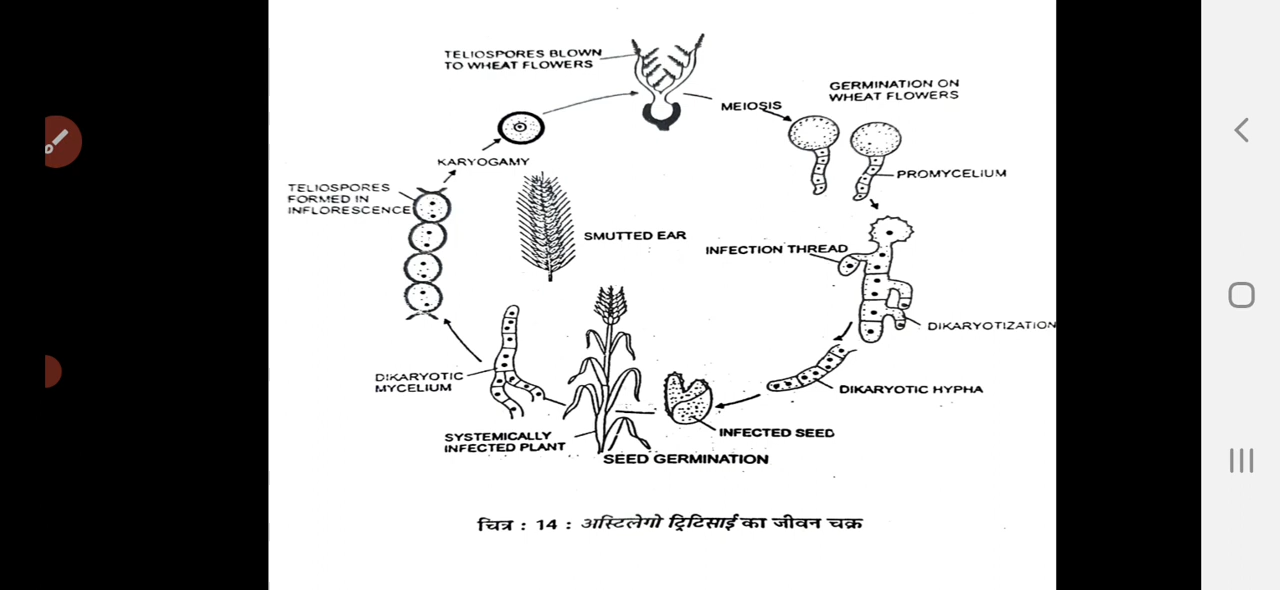 TELIOSPORES BLOWN
TO WHEAT FLOWERS
GERMINATION ON
WHEAT FLOWERS
MEIOSIS
KARYOGAMY
PROMYCELIUM
TELIOSPORES
FORMED IN
INFLORESCENCE
SMUTTED EAR
INFECTION THREAD
DIKARYOTIZATION
DIKARYOTIC
MYCELIUM
DIKARYOTIC HYPHA
INFECTED SEED
SYSTEMICALLY
INFECTED PLANT
SEED GERMINATION
चित्र : 14 : अस्टिलेगो ट्रिटिसाई का जीवन चक्र